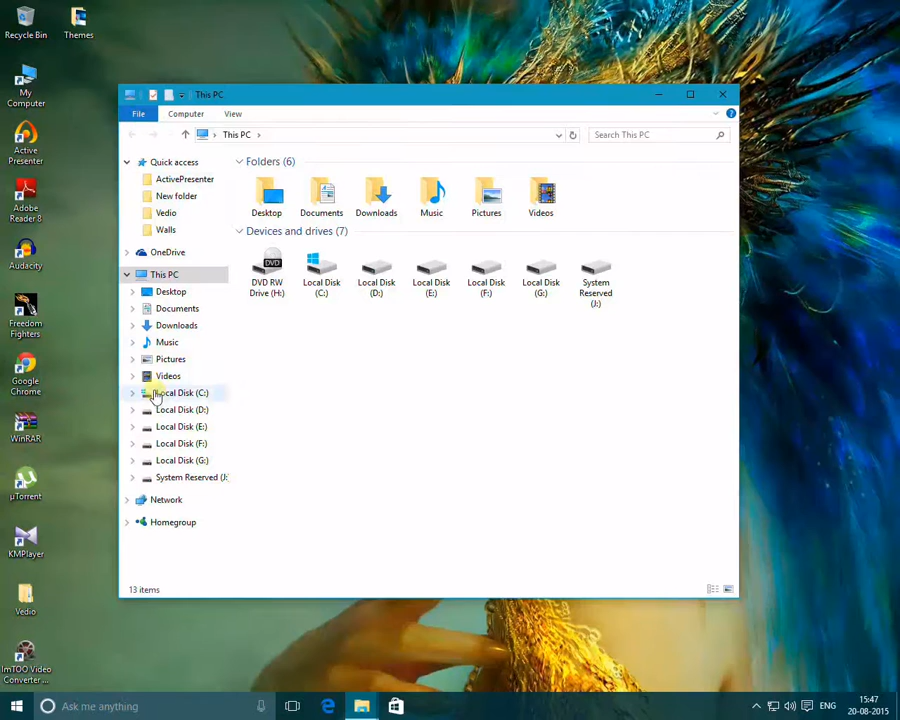 Recycle Bin
Themes
My Computer
Active Presenter
Adobe Reader 8
Audacity
Freedom Fighters
Google Chrome
WinRAR
µTorrent
KMPlayer
Vedio
ImTOO Video Converter ...
This PC
File
Computer
View
This PC
Search This PC
Quick access
ActivePresenter
New folder
Vedio
Walls
OneDrive
This PC
Desktop
Documents
Downloads
Music
Pictures
Videos
Local Disk (C:)
Local Disk (D:)
Local Disk (E:)
Local Disk (F:)
Local Disk (G:)
System Reserved (J:
Network
Homegroup
Folders (6)
Desktop
Documents
Downloads
Music
Pictures
Videos
Devices and drives (7)
DVD
DVD RW Drive (H:)
Local Disk (C:)
Local Disk (D:)
Local Disk (E:)
Local Disk (F:)
Local Disk (G:)
System Reserved (J:)
13 items
Ask me anything
ENG
15:47
20-08-2015